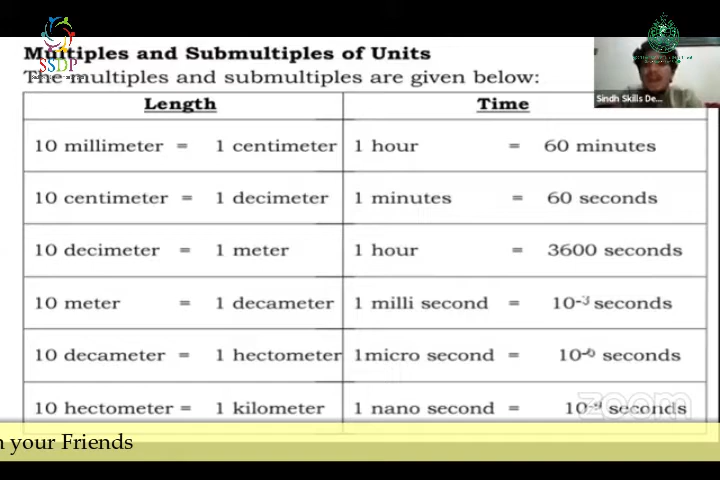 Multiples and Submultiples of Units
SSDP
The multiples and submultiples are given below:
Sindh Skills De...
Length Time
10 millimeter = 1 centimeter 1 hour = 60 minutes
10 centimeter = 1 decimeter 1 minutes = 60 seconds
10 decimeter = 1 meter 1 hour = 3600 seconds
10 meter = 1 decameter 1 milli second = 10-3 seconds
10 decameter = 1 hectometer 1micro second = 10-6 seconds
10 hectometer = 1 kilometer 1 nano second = 10-9 seconds
zoom
your Friends